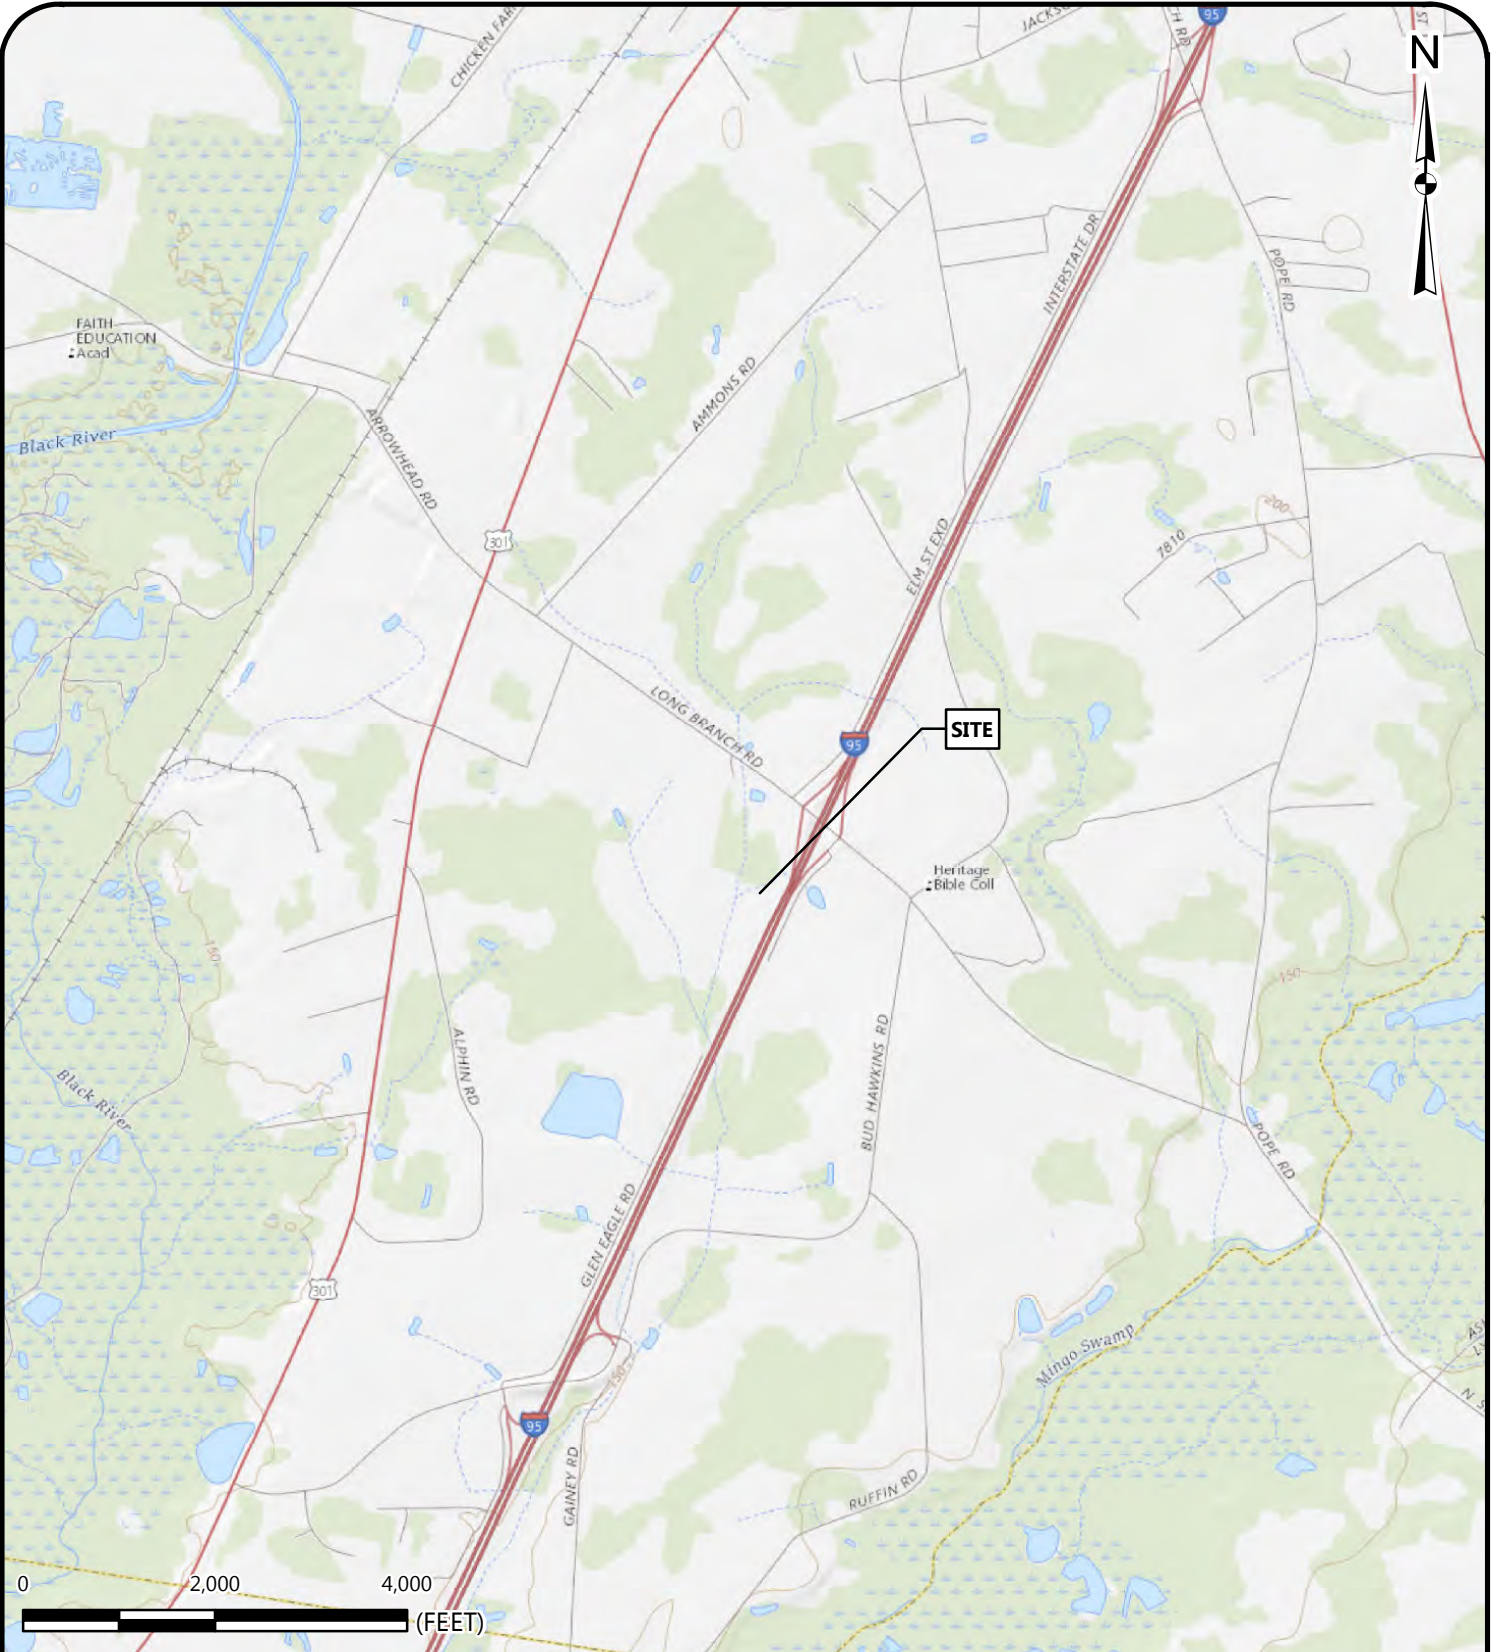 CHICKEN FAR
JACKS
CH RD
95
ST
N
INTERSTATE DR
POPE RD
FAITH
EDUCATION
Acad
AMMONS RD
ARROWHEAD RD
Black River
301
ELM ST EXD
200
7810
LONG BRANCH RD
SITE
95
Heritage
Bible Coll
150
150
ALPHIN RD
BUD HAWKINS RD
Black River
POPE RD
GLEN EAGLE RD
301
Mingo Swamp
150
95
N S
GAINEY RD
RUFFIN RD
0
2,000
4,000
(FEET)